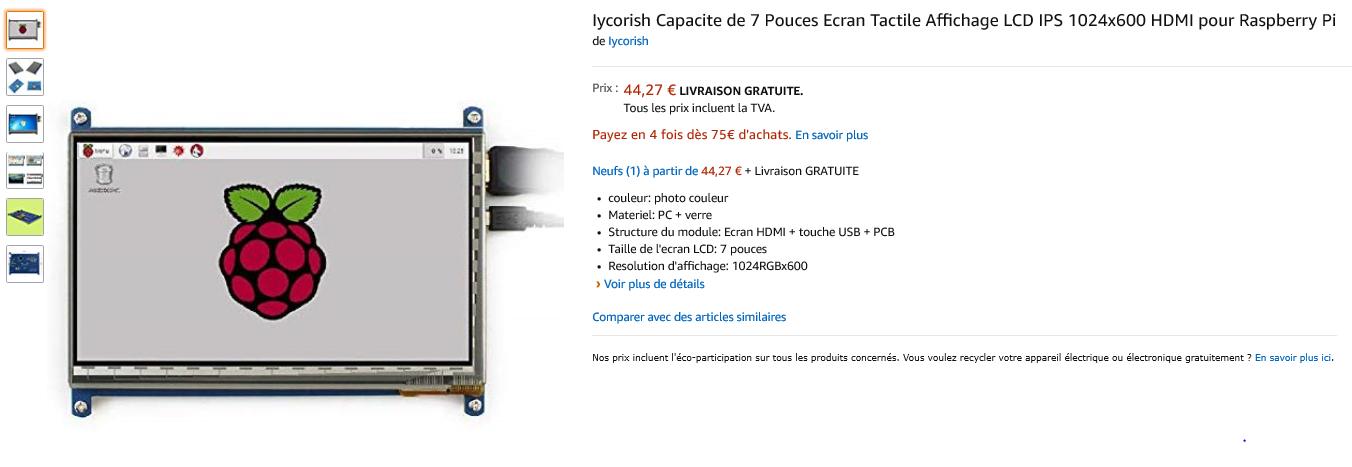 Iycorish Capacite de 7 Pouces Ecran Tactile Affichage LCD IPS 1024x600 HDMI pour Raspberry Pi
de Iycorish
Prix : 44,27 € LIVRAISON GRATUITE.
Tous les prix incluent la TVA.
Payez en 4 fois dès 75€ d'achats. En savoir plus
Neufs (1) à partir de 44,27 € + Livraison GRATUITE
• couleur: photo couleur
• Materiel: PC + verre
• Structure du module: Ecran HDMI + touche USB + PCB
• Taille de l'ecran LCD: 7 pouces
• Resolution d'affichage: 1024RGBx600
› Voir plus de détails
Comparer avec des articles similaires
Nos prix incluent l'éco-participation sur tous les produits concernés. Vous voulez recycler votre appareil électrique ou électronique gratuitement ? En savoir plus ici.
Menu